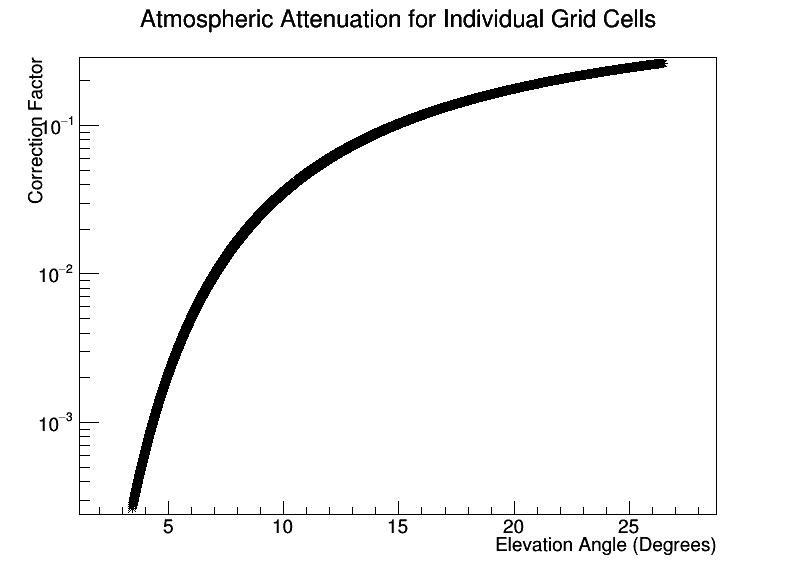 Atmospheric Attenuation for Individual Grid Cells
Correction Factor
10⁻¹
10⁻²
10⁻³
5 10 15 20 25
Elevation Angle (Degrees)